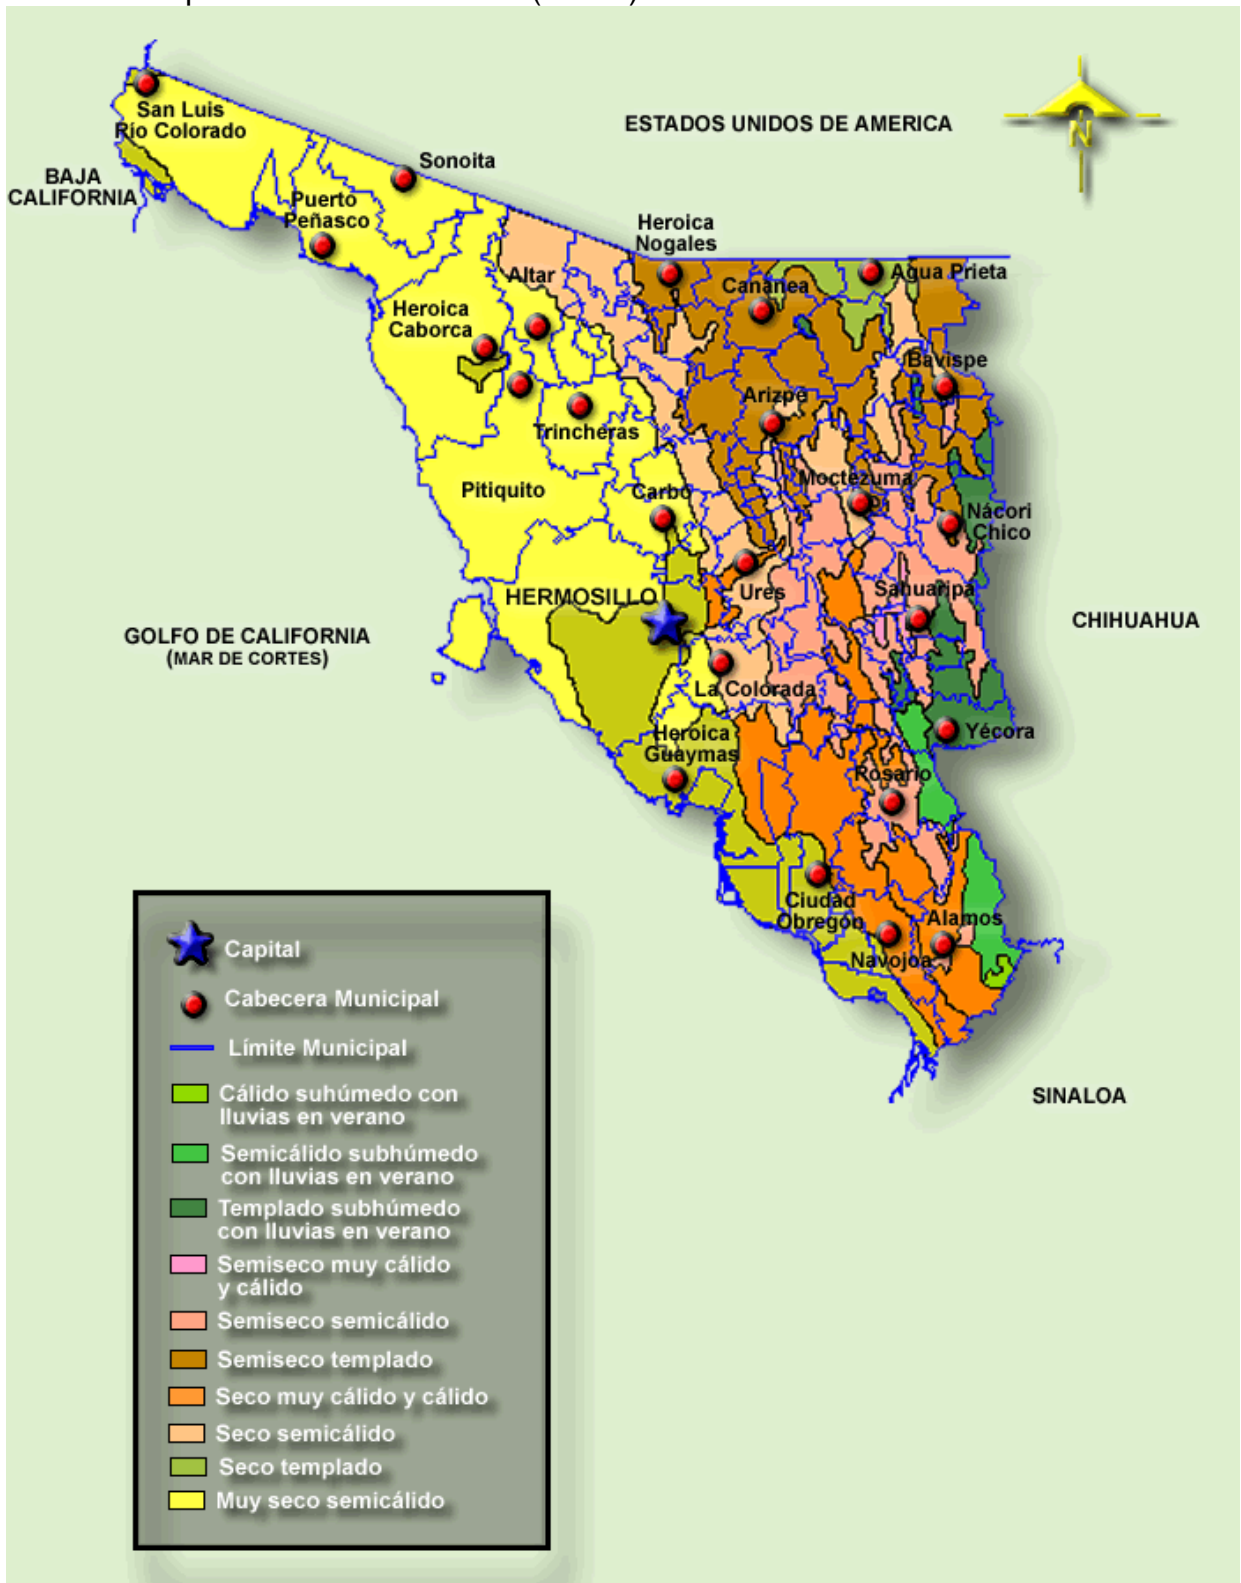 ESTADOS UNIDOS DE AMERICA
N
San Luis
Río Colorado
BAJA
CALIFORNIA
Sonoita
Puerto
Peñasco
Heroica
Nogales
Altar
Cananea
Agua Prieta
Heroica
Caborca
Bavispe
Arizpe
Trincheras
Pitiquito
Carbó
Moctezuma
Nácori
Chico
HERMOSILLO
Ures
Sahuaripa
CHIHUAHUA
GOLFO DE CALIFORNIA
(MAR DE CORTES)
La Colorada
Heroica
Guaymas
Yécora
Rosario
Ciudad
Obregón
Alamos
Navojoa
SINALOA
Capital
Cabecera Municipal
Límite Municipal
Cálido suhúmedo con
lluvias en verano
Semicálido subhúmedo
con lluvias en verano
Templado subhúmedo
con lluvias en verano
Semiseco muy cálido
y cálido
Semiseco semicálido
Semiseco templado
Seco muy cálido y cálido
Seco semicálido
Seco templado
Muy seco semicálido